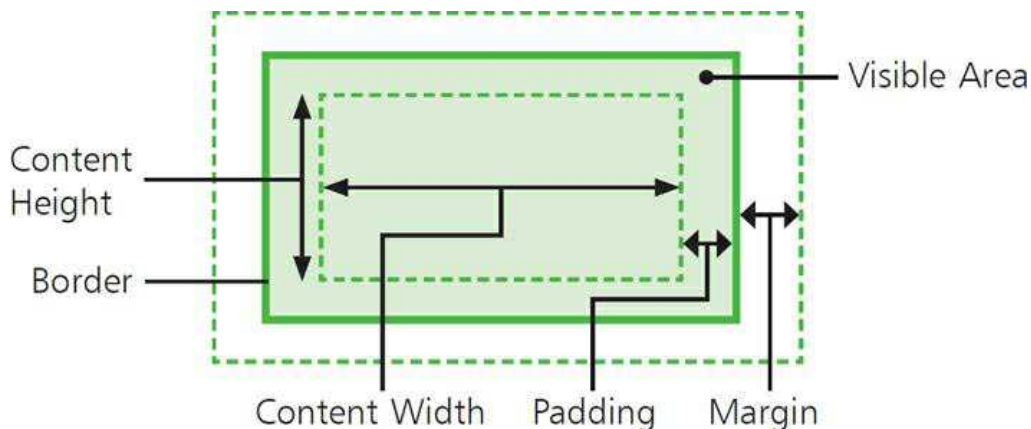 Visible Area
Content
Height
Border
Content Width
Padding
Margin